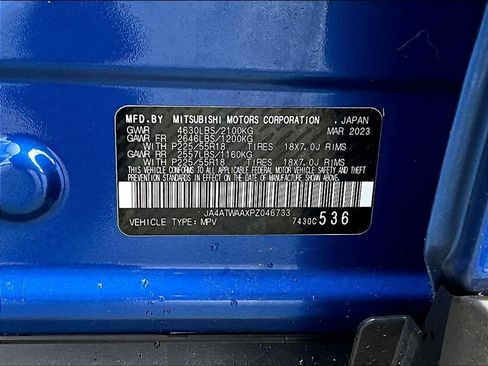 MFD.BY MITSUBISHI MOTORS CORPORATION , JAPAN
GVWR 4630LBS/2100KG MAR 2023
GAWR FR 2646LBS/1200KG
WITH P225/55R18 TIRES 18X7.0J RIMS
GAWR RR 2557LBS/1160KG
WITH P225/55R18 TIRES 18X7.0J RIMS
THIS VEHICLE CONFORMS TO ALL APPLICABLE
FEDERAL MOTOR VEHICLE SAFETY AND THEFT
PREVENTION STANDARDS IN EFFECT ON THE
DATE OF MANUFACTURE SHOWN ABOVE.
JA4ATWAAXPZ046733
VEHICLE TYPE: MPV 7430C536